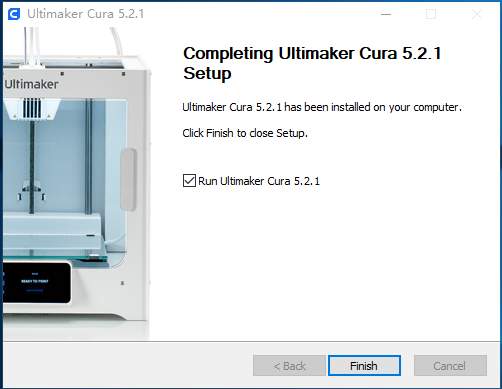 Ultimaker Cura 5.2.1
Completing Ultimaker Cura 5.2.1
Setup
Ultimaker
Ultimaker Cura 5.2.1 has been installed on your computer.
Click Finish to close Setup.
Run Ultimaker Cura 5.2.1
READY TO PRINT
< Back
Finish
Cancel